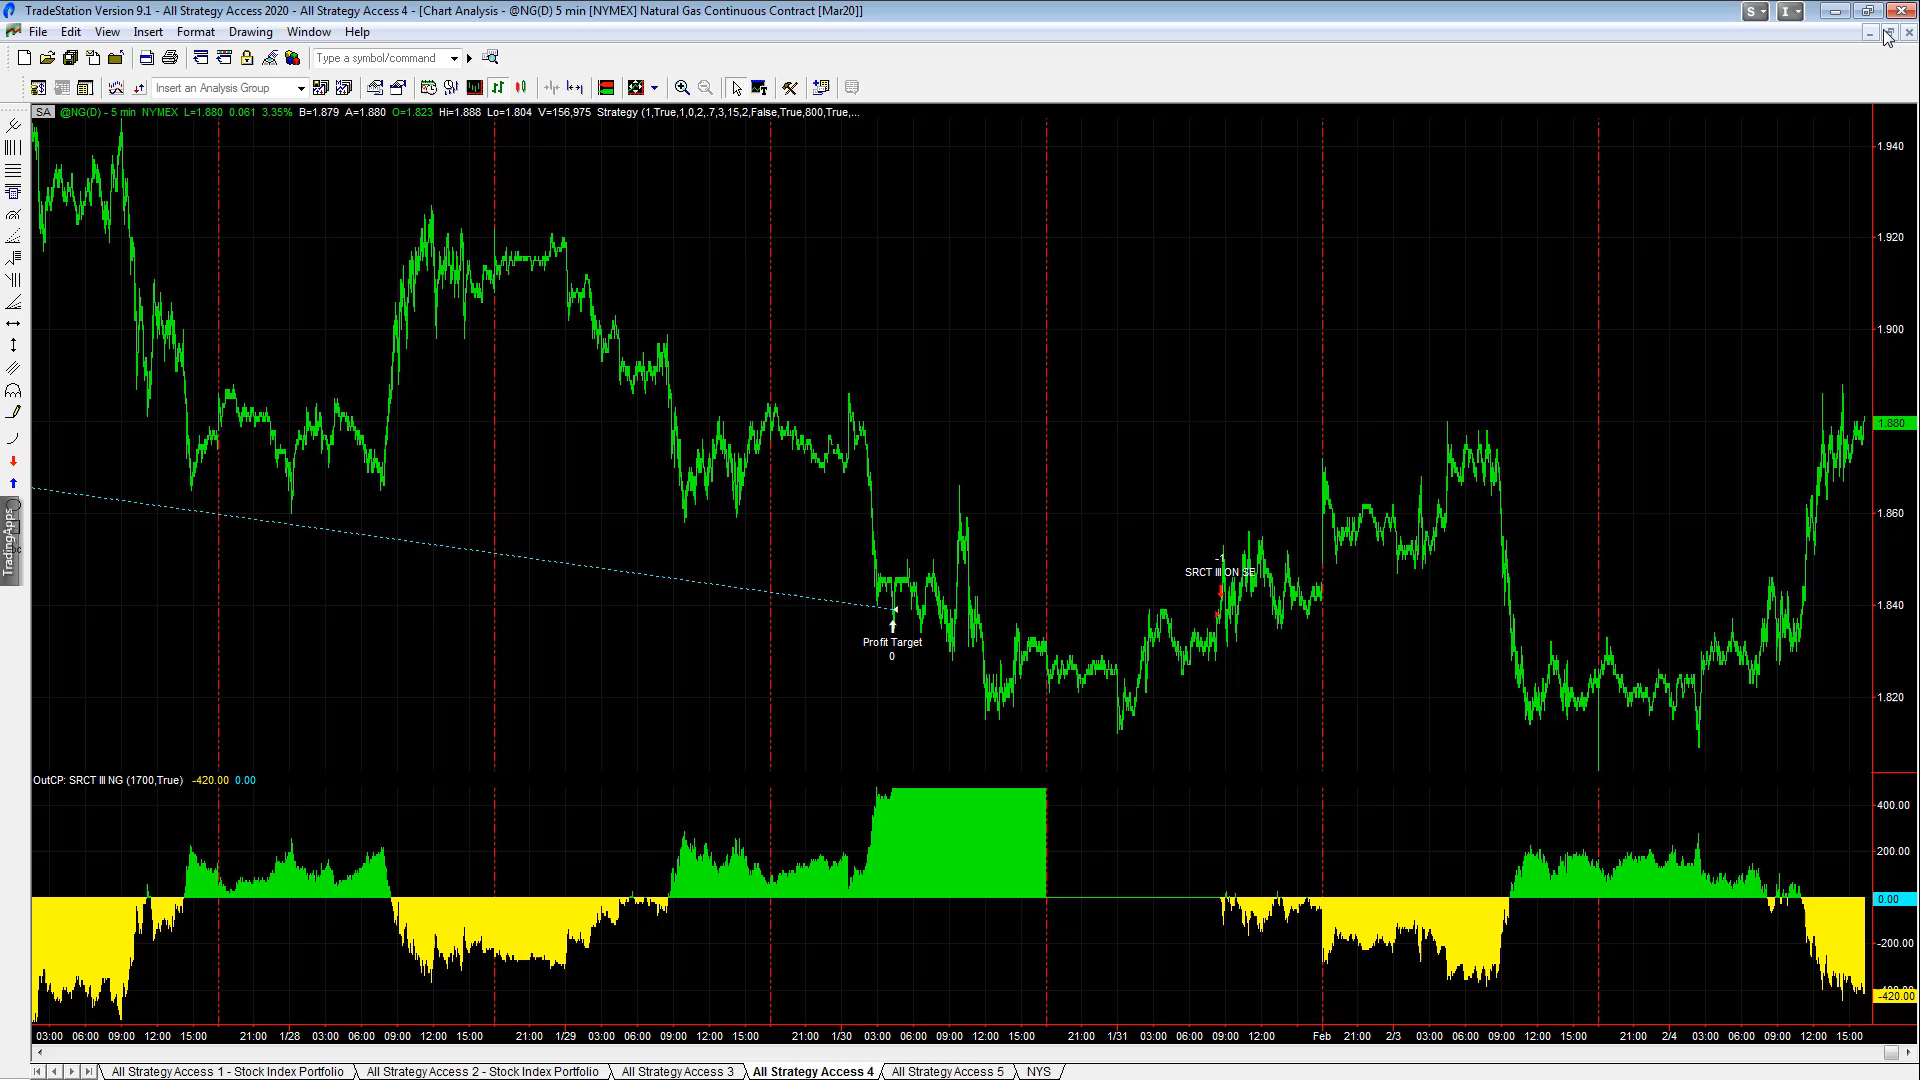 TradeStation Version 9.1 - All Strategy Access 2020 - All Strategy Access 4 - [Chart Analysis - @NG(D) 5 min [NYMEX] Natural Gas Continuous Contract [Mar20]]
S I
File Edit View Insert Format Drawing Window Help
Type a symbol/command
Insert an Analysis Group
SA @NG(D) - 5 min NYMEX L=1.880 0.061 3.35% B=1.879 A=1.880 O=1.823 Hi=1.888 Lo=1.804 V=156,975 Strategy (1,True,1,0,2,.7,3,15,2,False,True,800,True,...
1.940
1.920
1.900
1.880
1.860
1.840
1.820
TradingApps
-1
SRCT III ON SE
Profit Target
0
OutCP: SRCT III NG (1700,True) -420.00 0.00
400.00
200.00
0.00
-200.00
-420.00
03:00 06:00 09:00 12:00 15:00 21:00 1/28 03:00 06:00 09:00 12:00 15:00 21:00 1/29 03:00 06:00 09:00 12:00 15:00 21:00 1/30 03:00 06:00 09:00 12:00 15:00 21:00 1/31 03:00 06:00 09:00 12:00 Feb 21:00 2/3 03:00 06:00 09:00 12:00 15:00 21:00 2/4 03:00 06:00 09:00 12:00 15:00
All Strategy Access 1 - Stock Index Portfolio All Strategy Access 2 - Stock Index Portfolio All Strategy Access 3 All Strategy Access 4 All Strategy Access 5 NYS